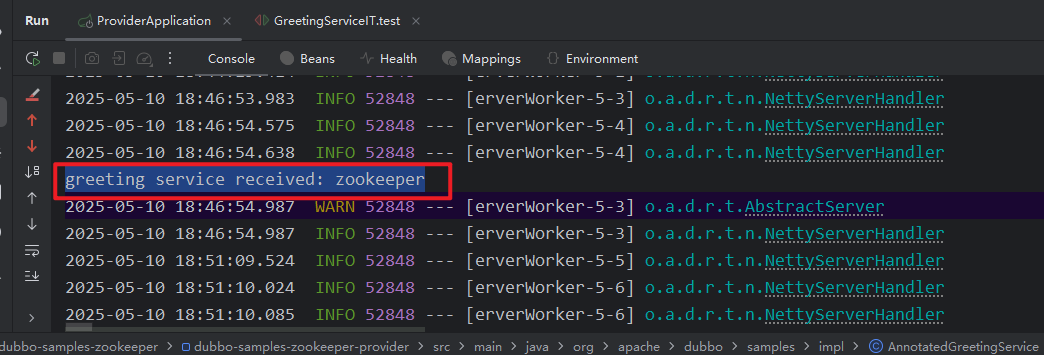 Run ProviderApplication GreetingServiceIT.test
Console Beans Health Mappings Environment
2025-05-10 18:46:53.983 INFO 52848 --- [erverWorker-5-3] o.a.d.r.t.n.NettyServerHandler
2025-05-10 18:46:54.575 INFO 52848 --- [erverWorker-5-4] o.a.d.r.t.n.NettyServerHandler
2025-05-10 18:46:54.638 INFO 52848 --- [erverWorker-5-4] o.a.d.r.t.n.NettyServerHandler
greeting service received: zookeeper
2025-05-10 18:46:54.987 WARN 52848 --- [erverWorker-5-3] o.a.d.r.t.AbstractServer
2025-05-10 18:46:54.987 INFO 52848 --- [erverWorker-5-3] o.a.d.r.t.n.NettyServerHandler
2025-05-10 18:51:09.524 INFO 52848 --- [erverWorker-5-5] o.a.d.r.t.n.NettyServerHandler
2025-05-10 18:51:10.024 INFO 52848 --- [erverWorker-5-6] o.a.d.r.t.n.NettyServerHandler
2025-05-10 18:51:10.085 INFO 52848 --- [erverWorker-5-6] o.a.d.r.t.n.NettyServerHandler
dubbo-samples-zookeeper > dubbo-samples-zookeeper-provider > src > main > java > org > apache > dubbo > samples > impl > AnnotatedGreetingService